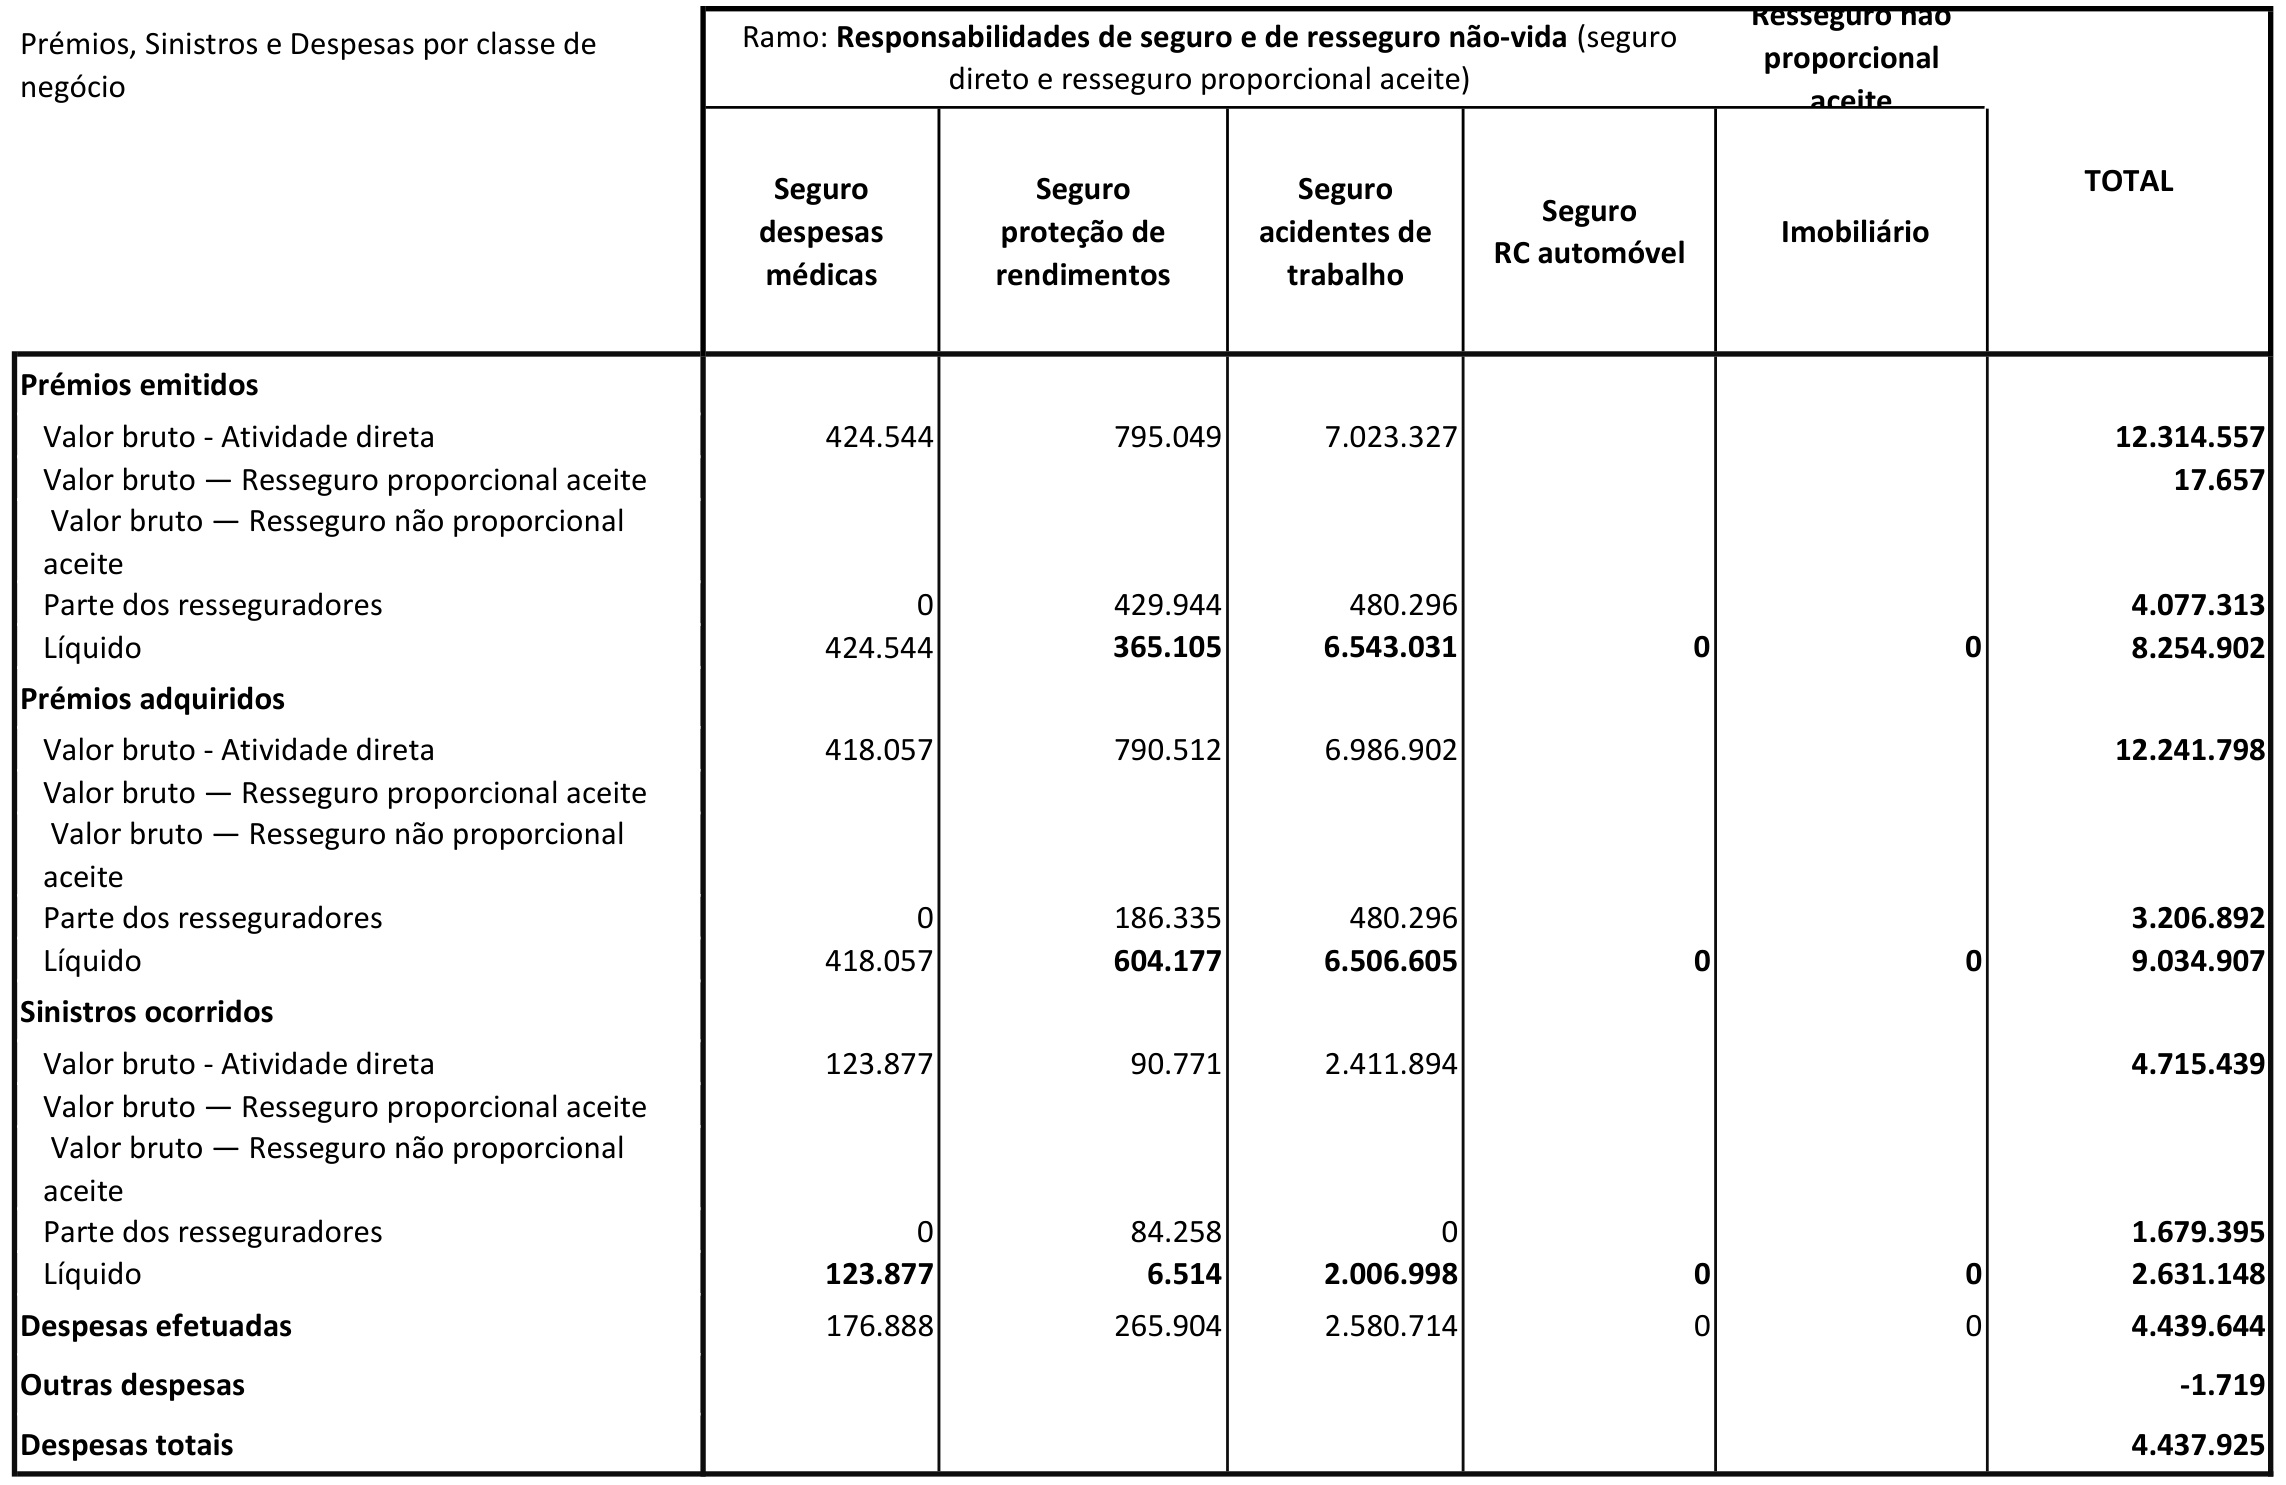 Prémios, Sinistros e Despesas por classe de
negócio
Ramo: Responsabilidades de seguro e de resseguro não-vida (seguro
direto e resseguro proporcional aceite)
Resseguro não
proporcional
aceite
TOTAL
Seguro
despesas
médicas
Seguro
proteção de
rendimentos
Seguro
acidentes de
trabalho
Seguro
RC automóvel
Imobiliário
Prémios emitidos
Valor bruto - Atividade direta 424.544 795.049 7.023.327 12.314.557
Valor bruto — Resseguro proporcional aceite 17.657
Valor bruto — Resseguro não proporcional
aceite
Parte dos resseguradores 0 429.944 480.296 4.077.313
Líquido 424.544 365.105 6.543.031 0 0 8.254.902
Prémios adquiridos
Valor bruto - Atividade direta 418.057 790.512 6.986.902 12.241.798
Valor bruto — Resseguro proporcional aceite
Valor bruto — Resseguro não proporcional
aceite
Parte dos resseguradores 0 186.335 480.296 3.206.892
Líquido 418.057 604.177 6.506.605 0 0 9.034.907
Sinistros ocorridos
Valor bruto - Atividade direta 123.877 90.771 2.411.894 4.715.439
Valor bruto — Resseguro proporcional aceite
Valor bruto — Resseguro não proporcional
aceite
Parte dos resseguradores 0 84.258 0 1.679.395
Líquido 123.877 6.514 2.006.998 0 0 2.631.148
Despesas efetuadas 176.888 265.904 2.580.714 0 0 4.439.644
Outras despesas -1.719
Despesas totais 4.437.925